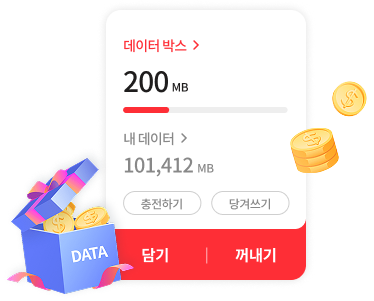 데이터 박스 >
200 MB
내 데이터 >
101,412 MB
충전하기 당겨쓰기
담기 | 꺼내기
DATA